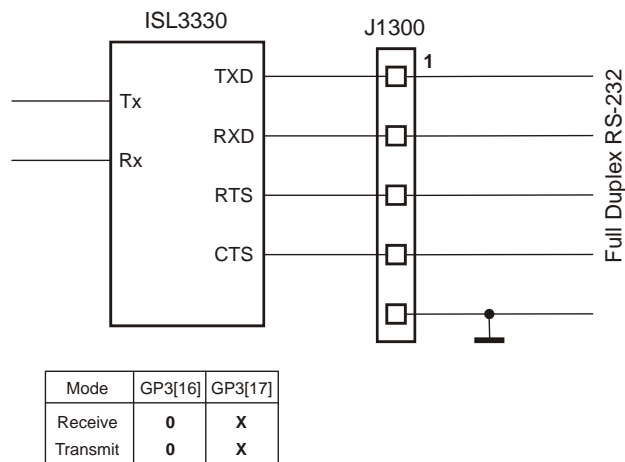 ISL3330
J1300
TXD
1
Tx
RXD
Rx
RTS
CTS
Full Duplex RS-232
Mode GP3[16] GP3[17]
Receive 0 X
Transmit 0 X